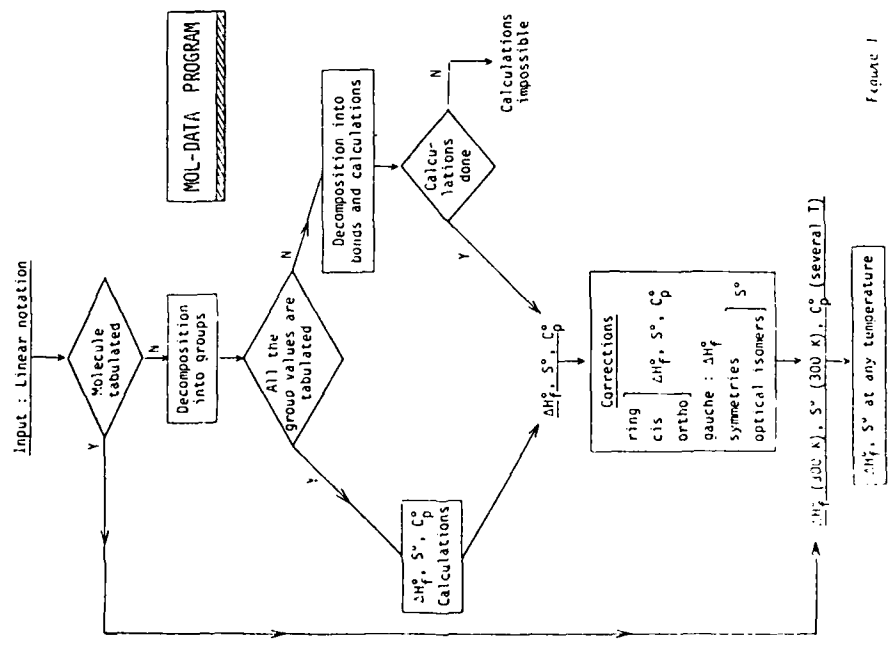 MOL-DATA PROGRAM
Input : Linear notation
Molecule
tabulated
Y
N
Decomposition
into groups
All the
group values are
tabulated
Y
N
Decomposition into
bonds and calculations
Calcu-
lations
done
Y
N
Calculations
impossible
ΔH°f, S°, C°p
Calculations
ΔH°f, S°, C°p
Corrections
ring
cis
ortho
ΔH°f, S°, C°p
gauche : ΔH°f
symmetries
optical isomers
S°
ΔH°f (300 K), S° (300 K), C°p (several T)
ΔH°f, S° at any temperature
Figure 1